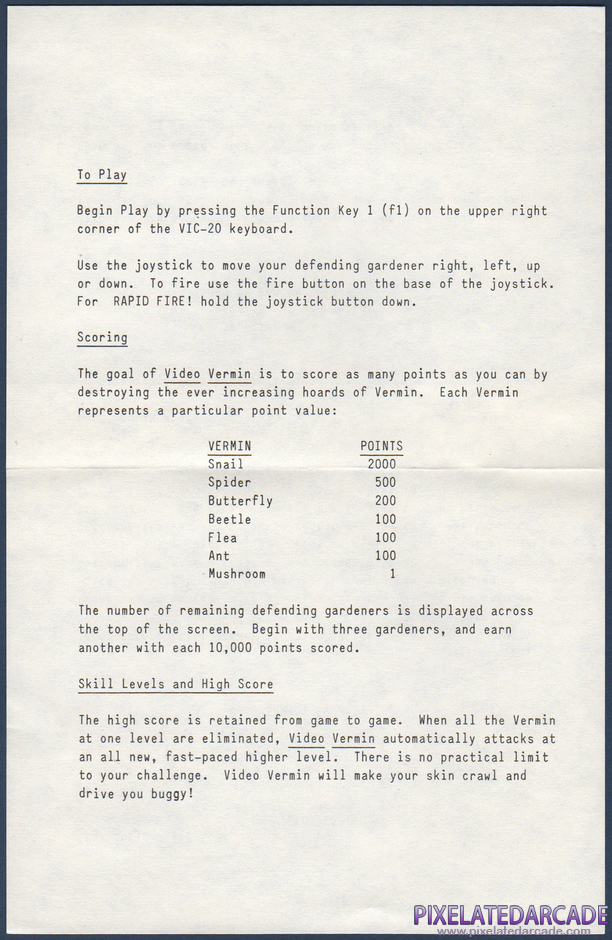 To Play
Begin Play by pressing the Function Key 1 (f1) on the upper right
corner of the VIC-20 keyboard.
Use the joystick to move your defending gardener right, left, up
or down.  To fire use the fire button on the base of the joystick.
For  RAPID FIRE! hold the joystick button down.
Scoring
The goal of Video Vermin is to score as many points as you can by
destroying the ever increasing hoards of Vermin.  Each Vermin
represents a particular point value:
VERMIN POINTS
Snail 2000
Spider 500
Butterfly 200
Beetle 100
Flea 100
Ant 100
Mushroom 1
The number of remaining defending gardeners is displayed across
the top of the screen.  Begin with three gardeners, and earn
another with each 10,000 points scored.
Skill Levels and High Score
The high score is retained from game to game.  When all the Vermin
at one level are eliminated, Video Vermin automatically attacks at
an all new, fast-paced higher level.  There is no practical limit
to your challenge.  Video Vermin will make your skin crawl and
drive you buggy!
PIXELATEDARCADE
www.pixelatedarcade.com